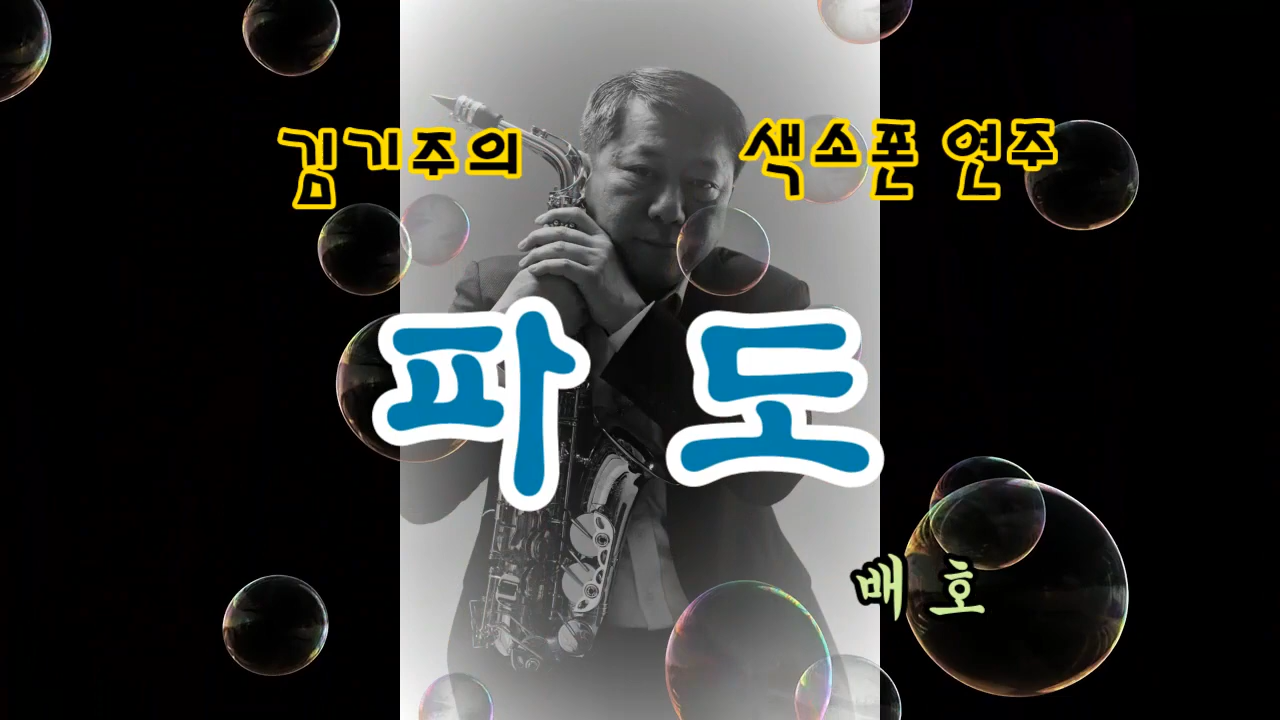 김기주의 색소폰 연주
파 도
배 호